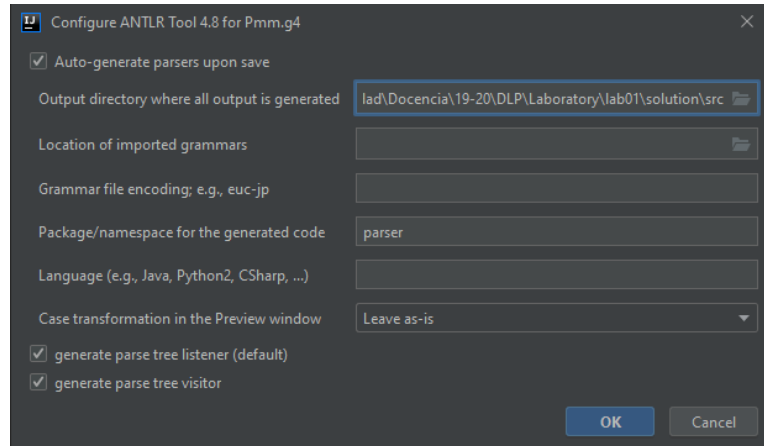 Configure ANTLR Tool 4.8 for Pmm.g4
Auto-generate parsers upon save
Output directory where all output is generated lad\Docencia\19-20\DLP\Laboratory\lab01\solution\src
Location of imported grammars
Grammar file encoding; e.g., euc-jp
Package/namespace for the generated code parser
Language (e.g., Java, Python2, CSharp, ...)
Case transformation in the Preview window Leave as-is
generate parse tree listener (default)
generate parse tree visitor
OK Cancel